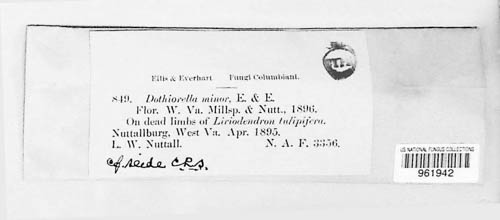 Ellis & Everhart Fungi Columbiani.
849. Dothiorella minor, E. & E.
Flor. W. Va. Millsp. & Nutt., 1896.
On dead limbs of Liriodendron tulipifera.
Nuttallburg, West Va. Apr. 1895.
L. W. Nuttall. N. A. F. 3356.
C.R.S.
US NATIONAL FUNGUS COLLECTIONS
961942